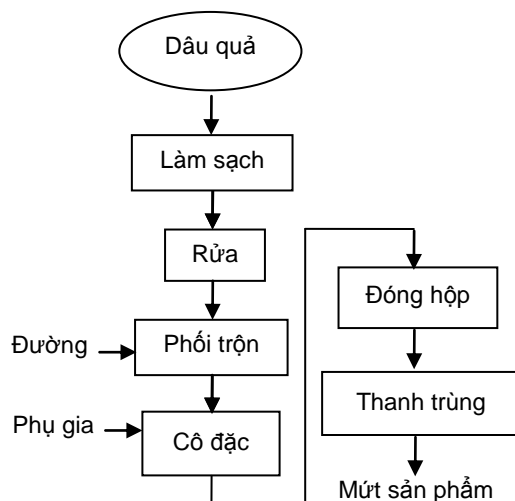 Dâu quả
Làm sạch
Rửa
Đường
Phối trộn
Phụ gia
Cô đặc
Đóng hộp
Thanh trùng
Mứt sản phẩm